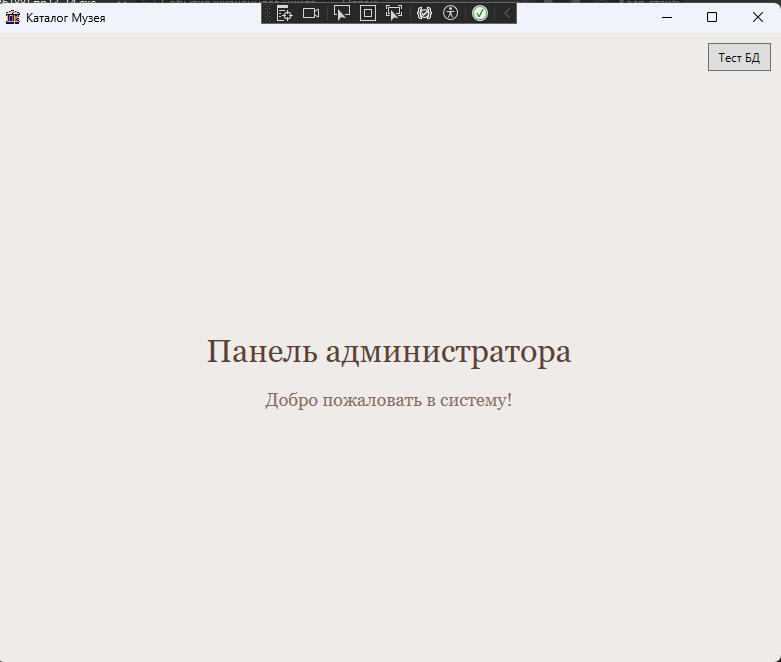 Каталог Музея
Тест БД
Панель администратора
Добро пожаловать в систему!